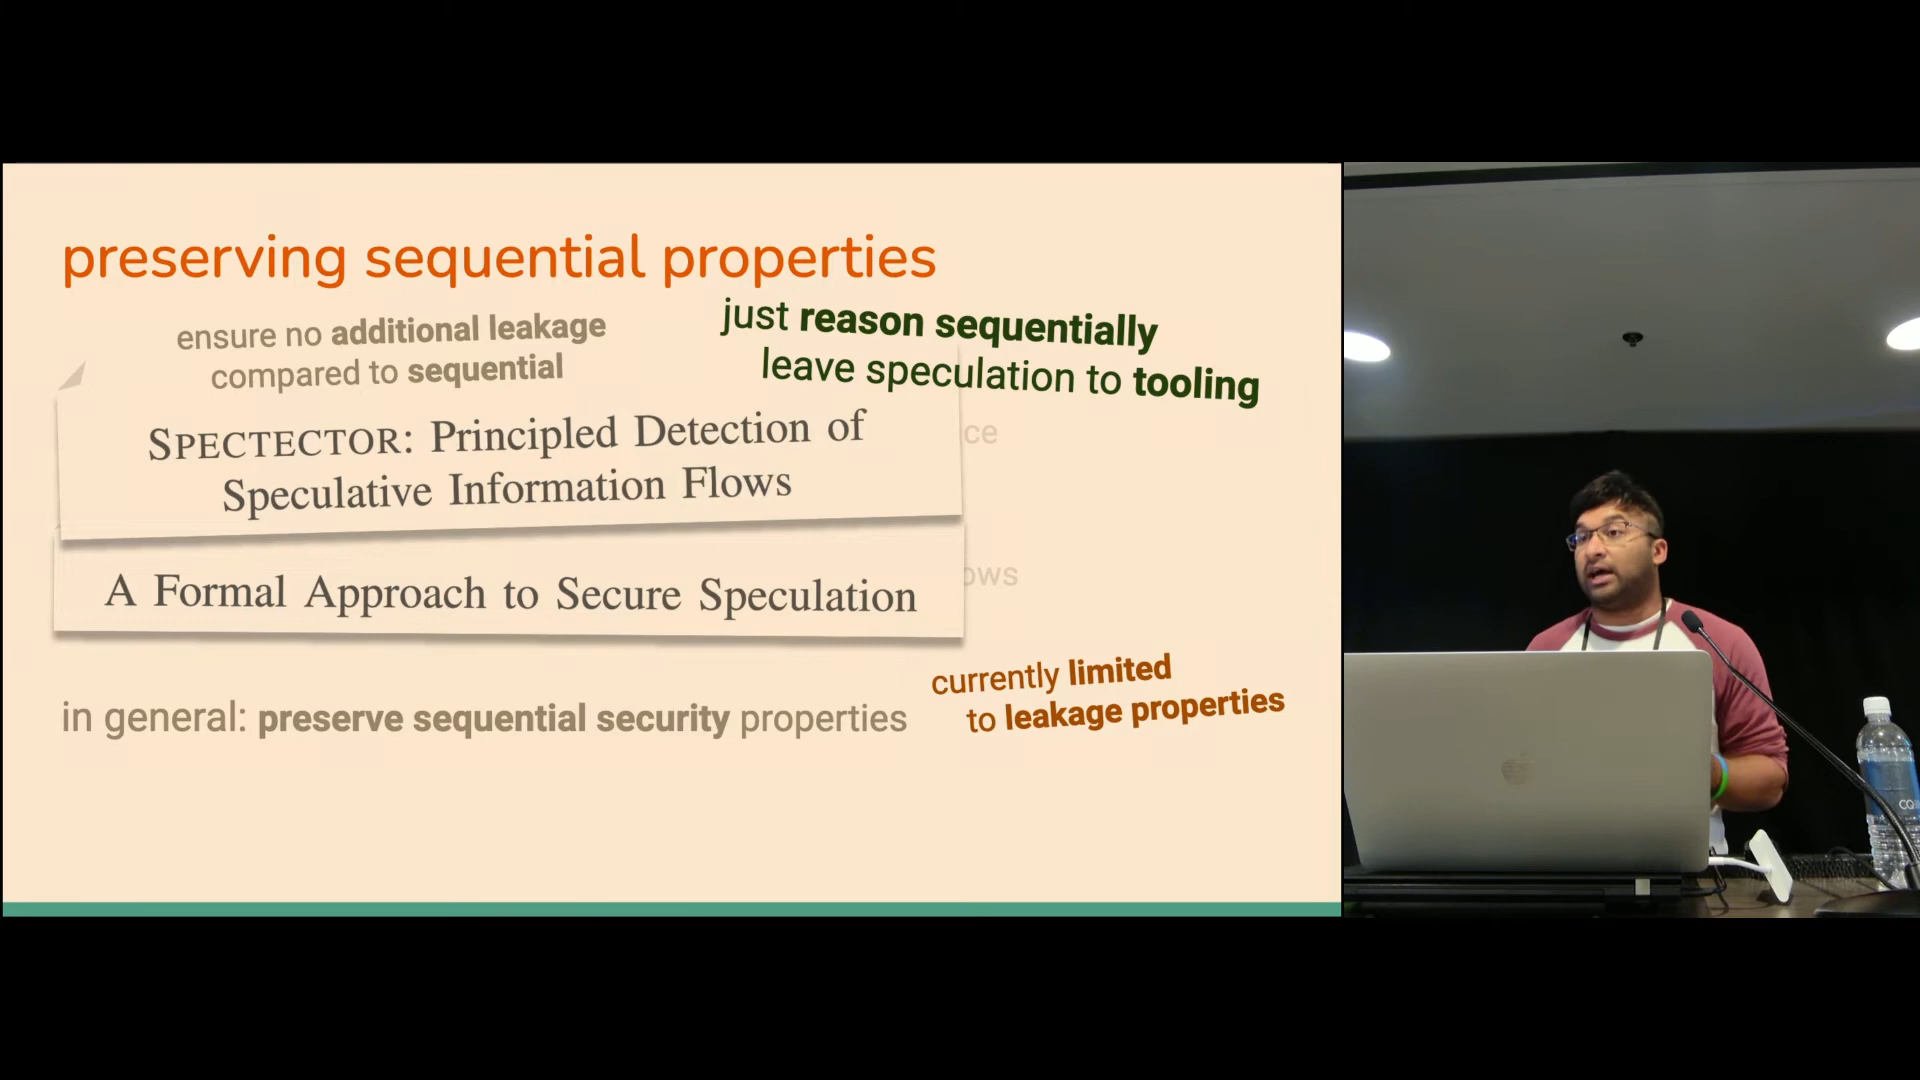 preserving sequential properties
ensure no additional leakage
compared to sequential
just reason sequentially
leave speculation to tooling
SPECTECTOR: Principled Detection of
Speculative Information Flows
A Formal Approach to Secure Speculation
in general: preserve sequential security properties
currently limited
to leakage properties